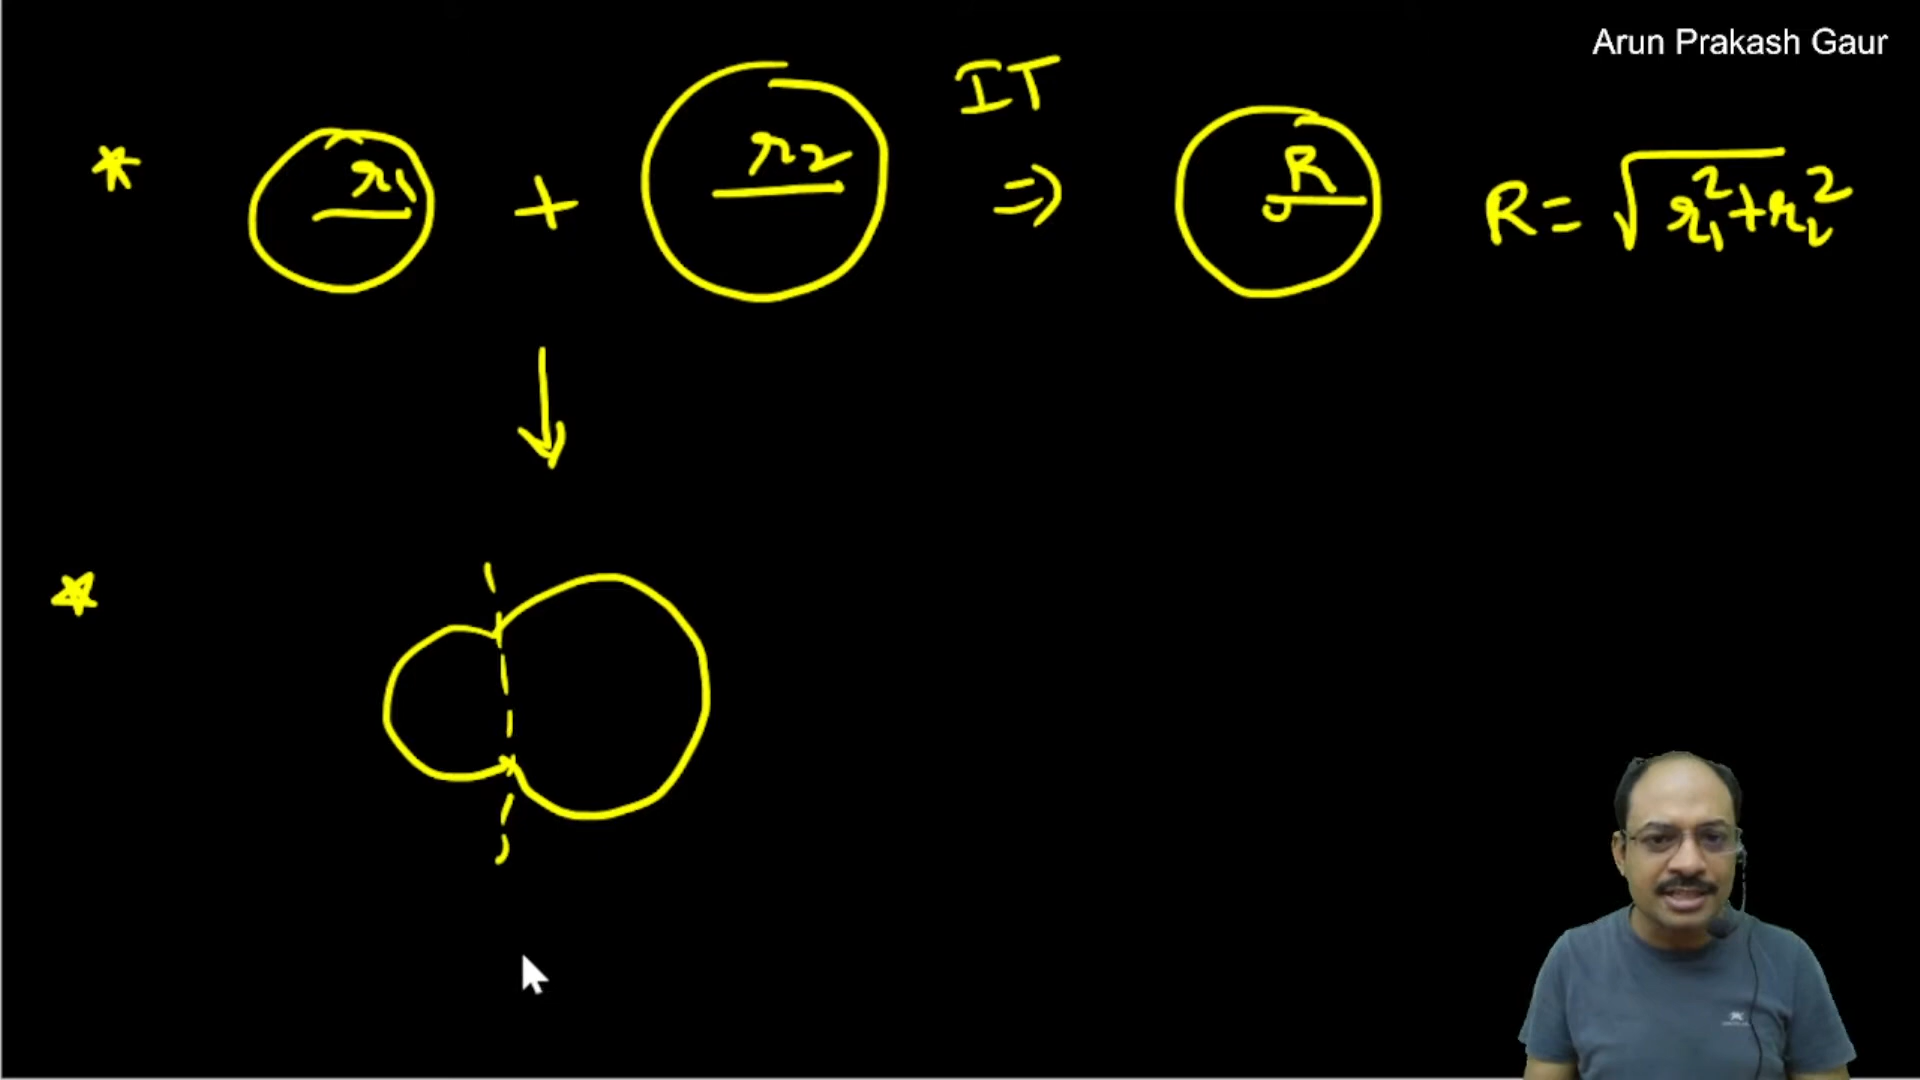 Arun Prakash Gaur
* r₁ + r₂ IT ⇒ R R = √r₁²+r₂²